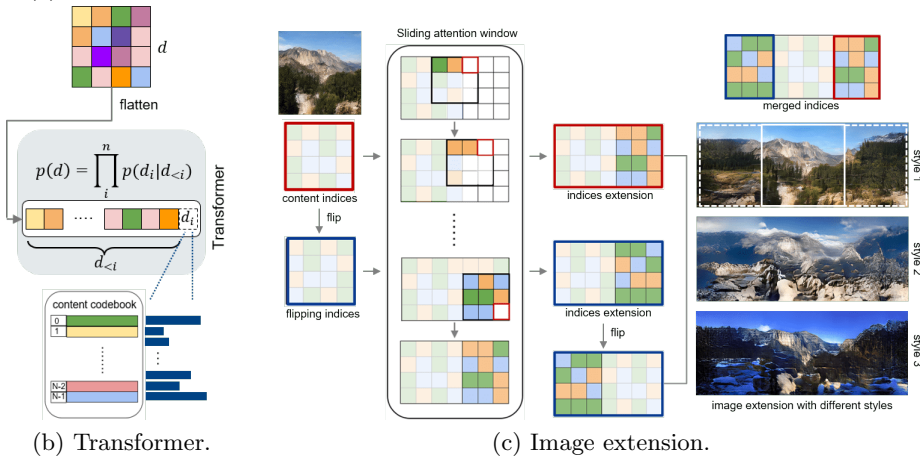 d
flatten
p(d) = ∏ p(d_i|d_{<i})
n
i
.... d_i
d_{<i}
Transformer
content codebook
0
1
N-2
N-1
(b) Transformer.
Sliding attention window
content indices
flip
flipping indices
indices extension
indices extension
flip
merged indices
style 1
style 2
style 3
image extension with different styles
(c) Image extension.